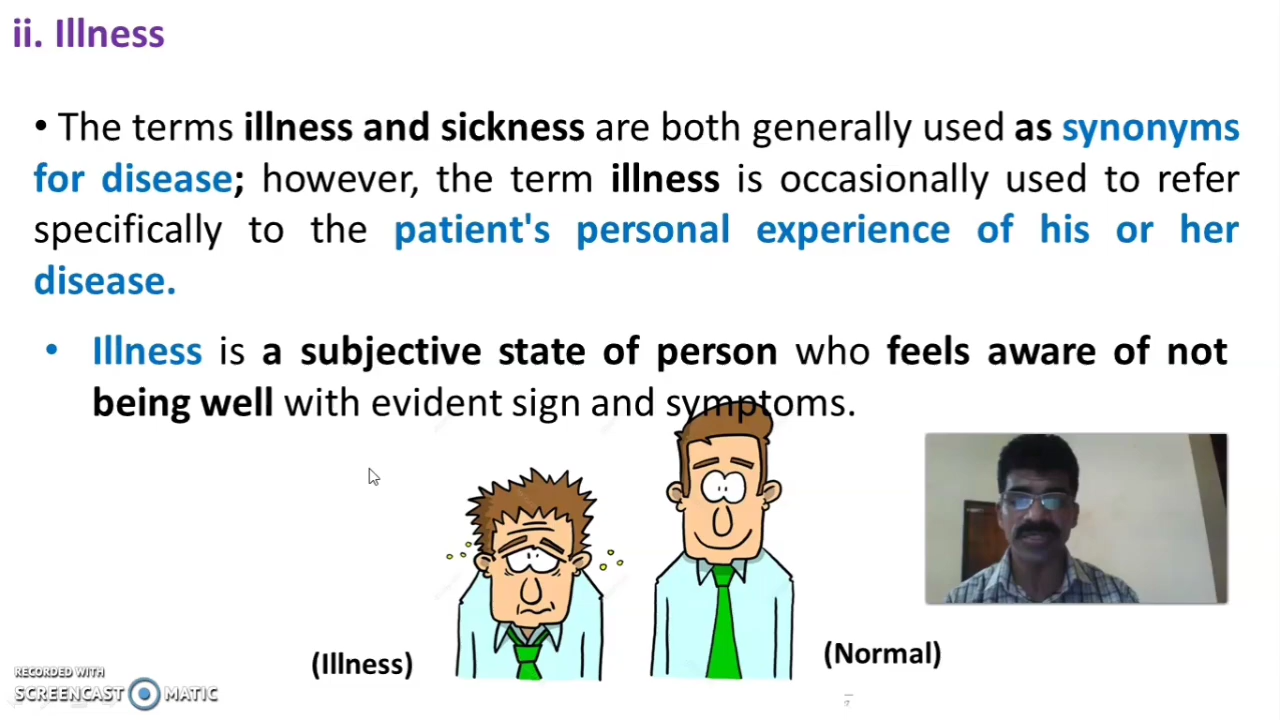 ii. Illness
• The terms illness and sickness are both generally used as synonyms
for disease; however, the term illness is occasionally used to refer
specifically to the patient's personal experience of his or her
disease.
• Illness is a subjective state of person who feels aware of not
being well with evident sign and symptoms.
(Illness)
(Normal)
RECORDED WITH
SCREENCAST MATIC